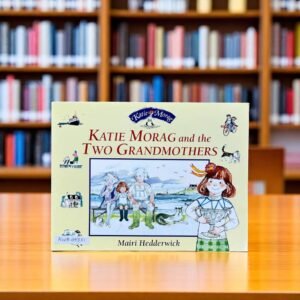 Katie Morag
KATIE MORAG and the
TWO GRANDMOTHERS
Mairi Hedderwick